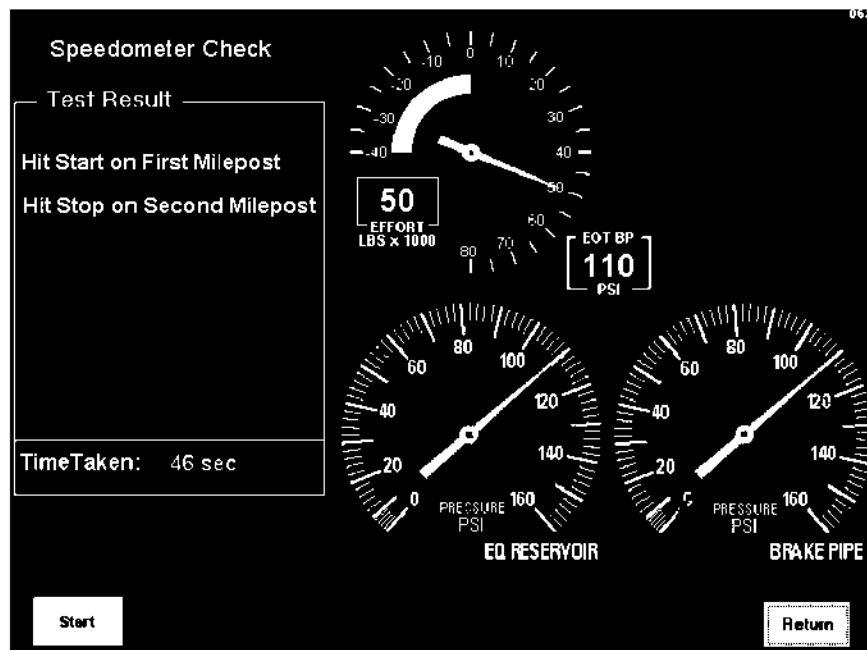 06:
Speedometer Check
Test Result
Hit Start on First Milepost
Hit Stop on Second Milepost
TimeTaken: 46 sec
-40
-30
-20
-10
0
10
20
30
40
50
60
70
80
50
EFFORT
LBS x 1000
EOT BP
110
PSI
0
20
40
60
80
100
120
140
160
PRESSURE
PSI
EQ RESERVOIR
20
40
60
80
100
120
140
160
PRESSURE
PSI
BRAKE PIPE
Start
Return